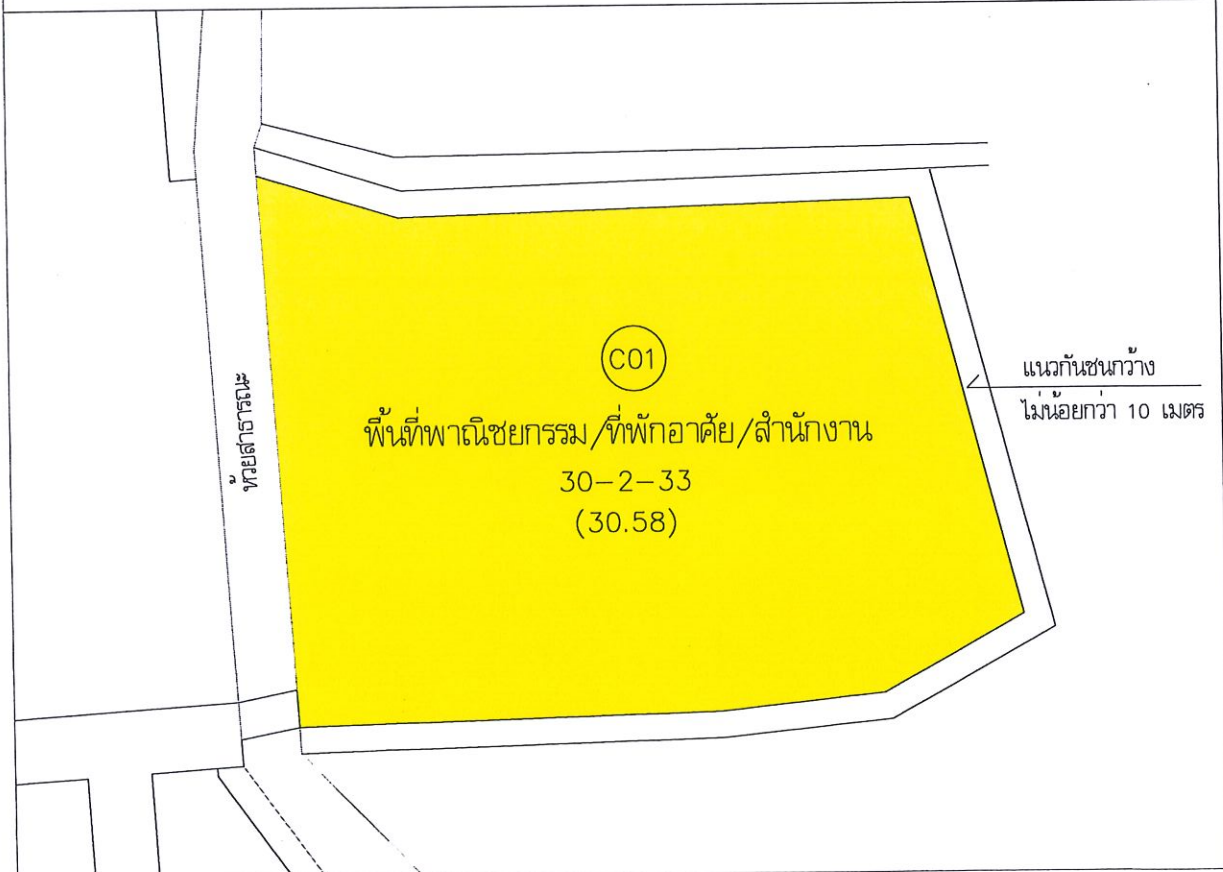 C01
พื้นที่พาณิชยกรรม/ที่พักอาศัย/สำนักงาน
30-2-33
(30.58)
ห้วยสาธารณะ
แนวกันชนกว้าง
ไม่น้อยกว่า 10 เมตร